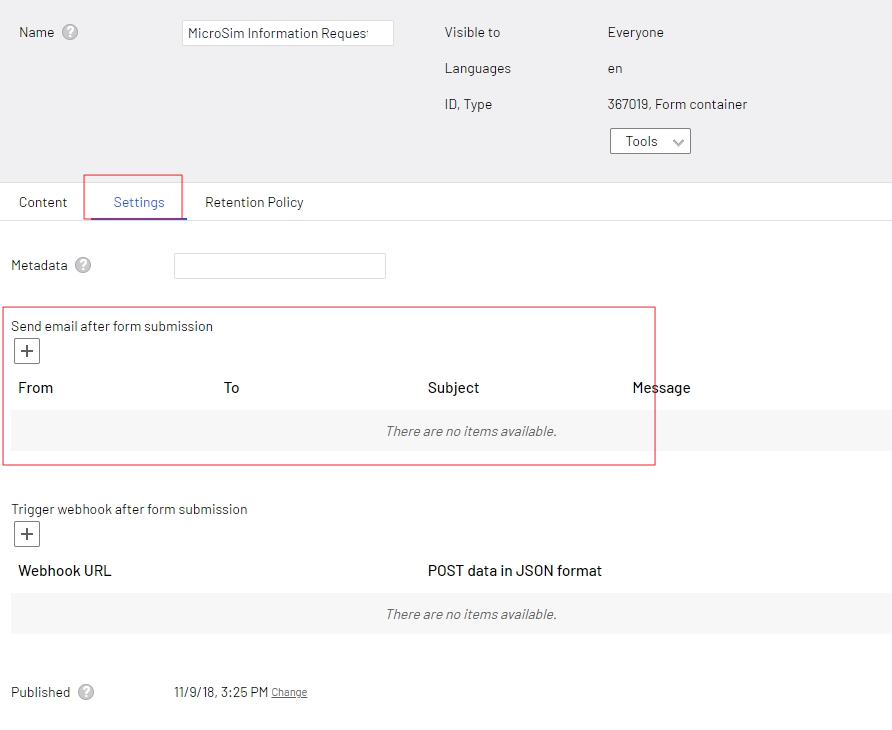 Name ? MicroSim Information Reques Visible to Everyone
Languages en
ID, Type 367019, Form container
Tools
Content Settings Retention Policy
Metadata ?
Send email after form submission
+
From To Subject Message
There are no items available.
Trigger webhook after form submission
+
Webhook URL POST data in JSON format
There are no items available.
Published ? 11/9/18, 3:25 PM Change